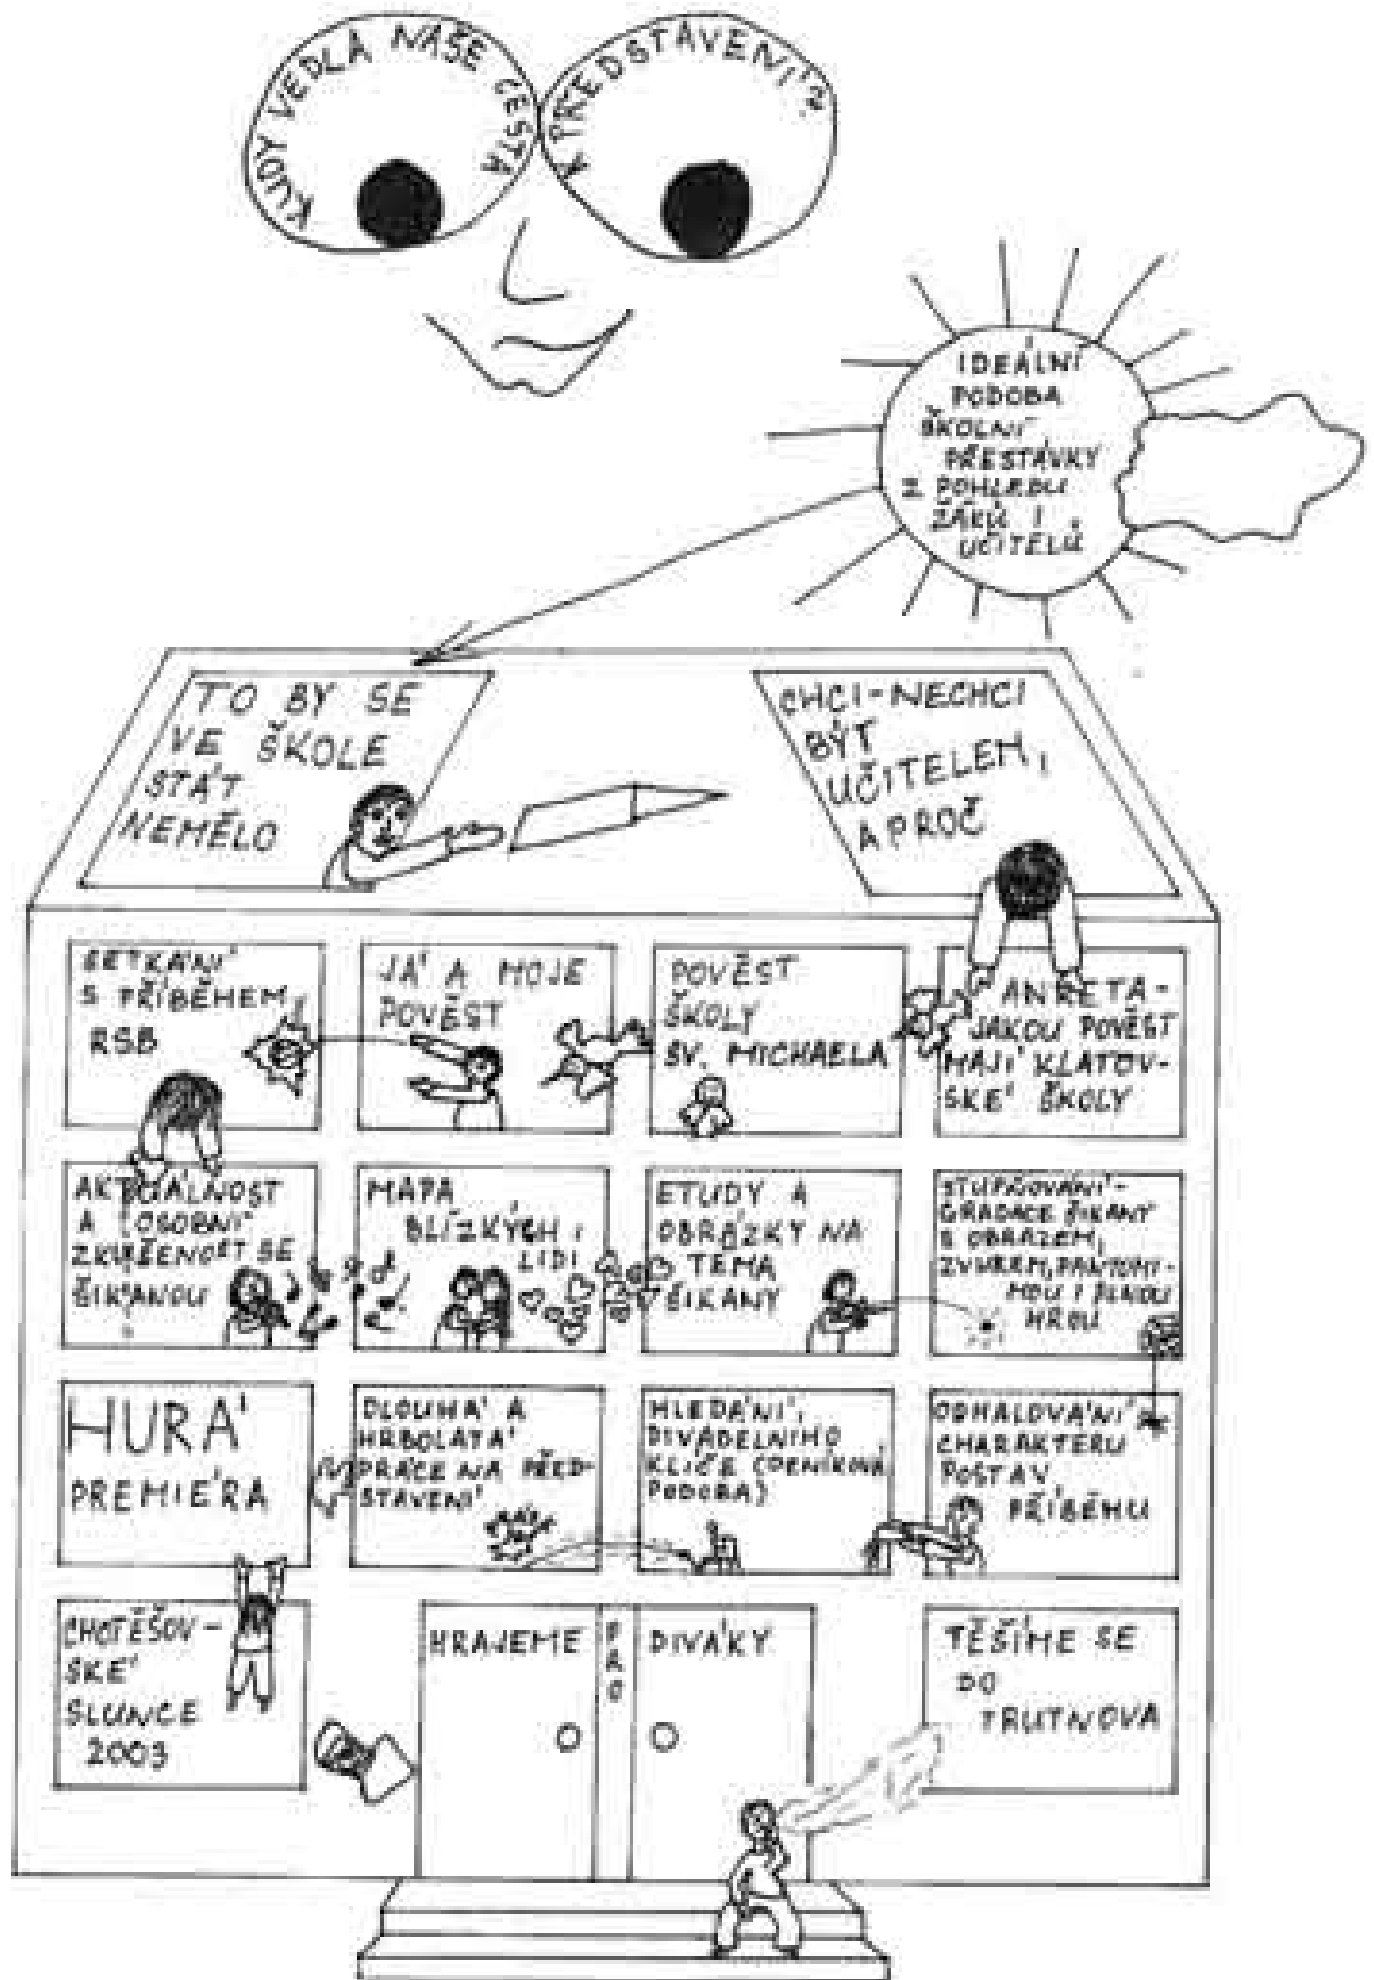 KUDY VEDLA NAŠE CESTA
K PŘEDSTAVENÍ?
IDEÁLNÍ
PODOBA
ŠKOLNÍ
PŘESTÁVKY
Z POHLEDU
ŽÁKŮ I
UČITELŮ
TO BY SE
VE ŠKOLE
STÁT
NEMĚLO
CHCI-NECHCI
BÝT
UČITELEM,
A PROČ
SETKÁNÍ
S PŘÍBĚHEM
RSB
JÁ A MOJE
POVĚST
POVĚST
ŠKOLY
SV. MICHAELA
ANKETA-
JAKOU POVĚST
MAJÍ KLATOV-
SKÉ ŠKOLY
AKTUÁLNOST
A OSOBNÍ
ZKUŠENOST SE
ŠIKANOU
MAPA
BLÍZKÝCH
LIDÍ
ETUDY A
OBRÁZKY NA
TÉMA
ŠIKANY
STUPŇOVÁNÍ-
GRADACE ŠIKANY
S OBRAZEM,
ZVUKEM, PANTOMI-
MOU I
HROU
HURÁ
PREMIÉRA
DLOUHÁ A
HRBOLATÁ
PRÁCE NA PŘED-
STAVENÍ
HLEDÁNÍ
DIVADELNÍHO
KLÍČE (DENÍKOVÁ
PODOBA)
ODHALOVÁNÍ
CHARAKTERU
POSTAV
PŘÍBĚHU
CHOTĚŠOV-
SKÉ
SLUNCE
2003
HRAJEME
PRO
DIVÁKY
TĚŠÍME SE
DO
TRUTNOVA